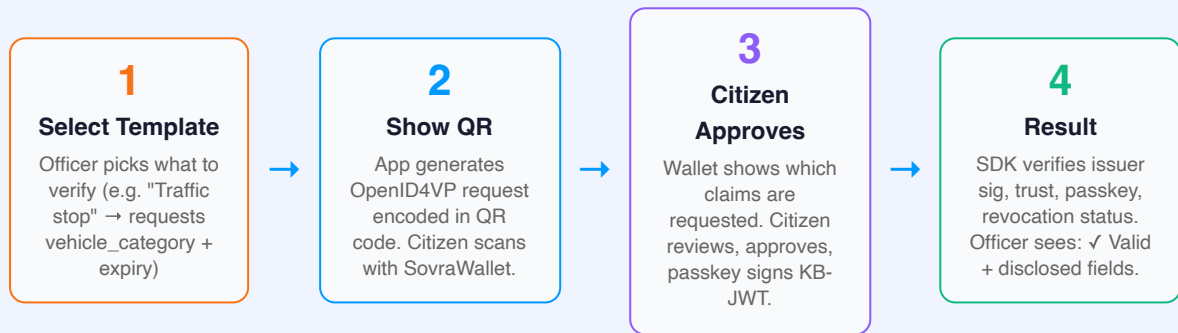 1
Select Template
Officer picks what to
verify (e.g. "Traffic
stop" → requests
vehicle_category +
expiry)
→
2
Show QR
App generates
OpenID4VP request
encoded in QR
code. Citizen scans
with SovraWallet.
→
3
Citizen
Approves
Wallet shows which
claims are
requested. Citizen
reviews, approves,
passkey signs KB-
JWT.
→
4
Result
SDK verifies issuer
sig, trust, passkey,
revocation status.
Officer sees: ✓ Valid
+ disclosed fields.